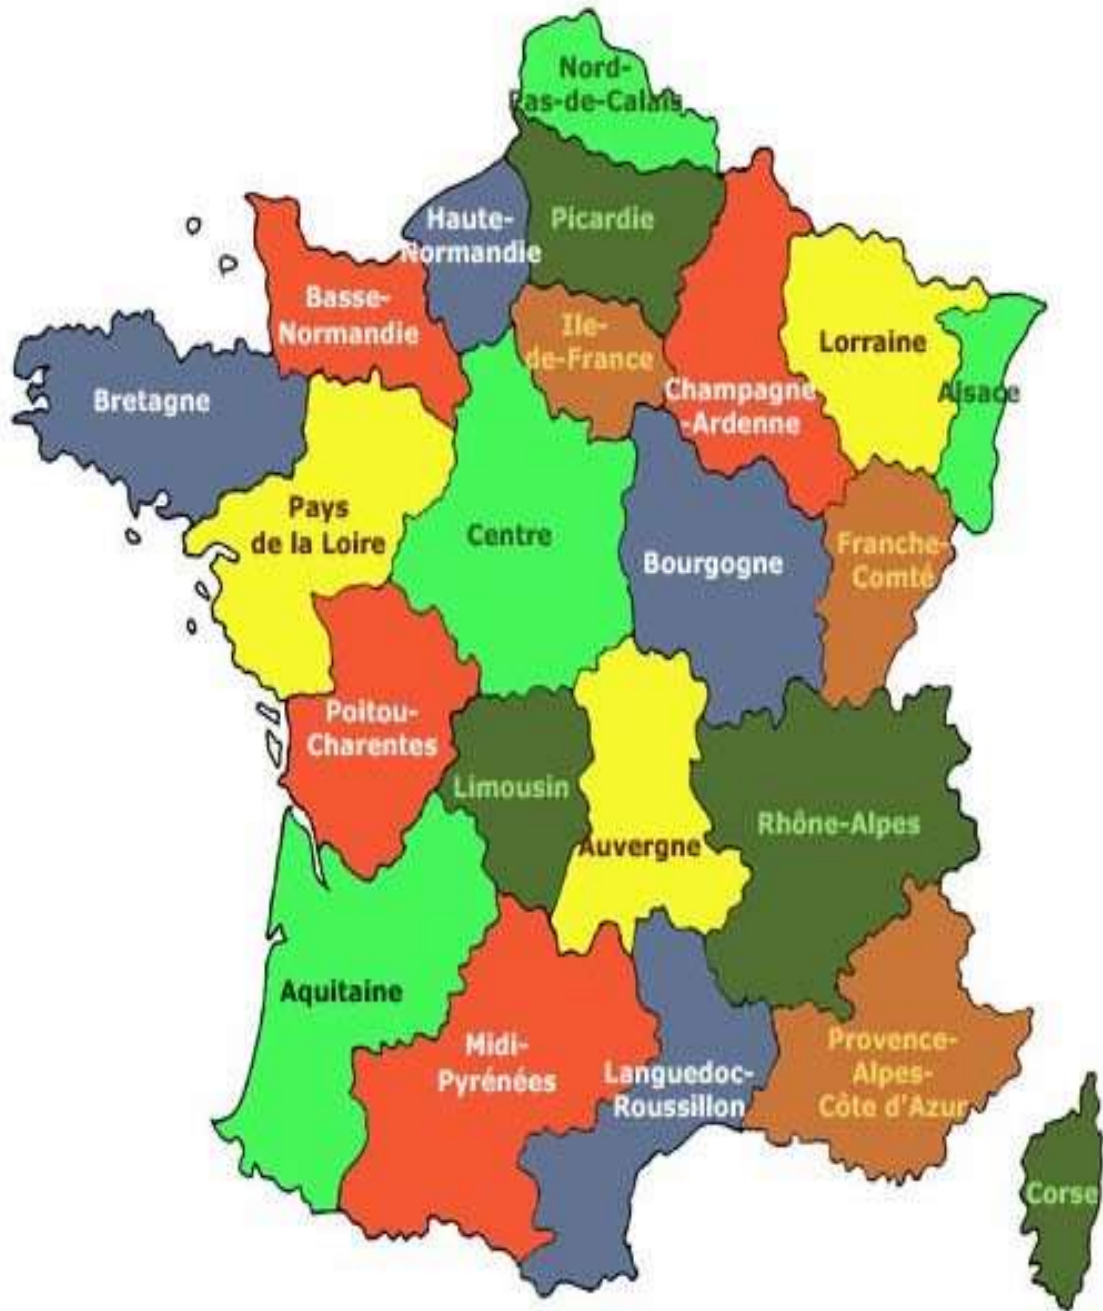 Nord-
Pas-de-Calais
Haute-
Normandie
Picardie
Basse-
Normandie
Ile-
de-France
Lorraine
Champagne
-Ardenne
Alsace
Bretagne
Pays
de la Loire
Centre
Bourgogne
Franche-
Comté
Poitou-
Charentes
Limousin
Auvergne
Rhône-Alpes
Aquitaine
Midi-
Pyrénées
Languedoc-
Roussillon
Provence-
Alpes-
Côte d'Azur
Corse